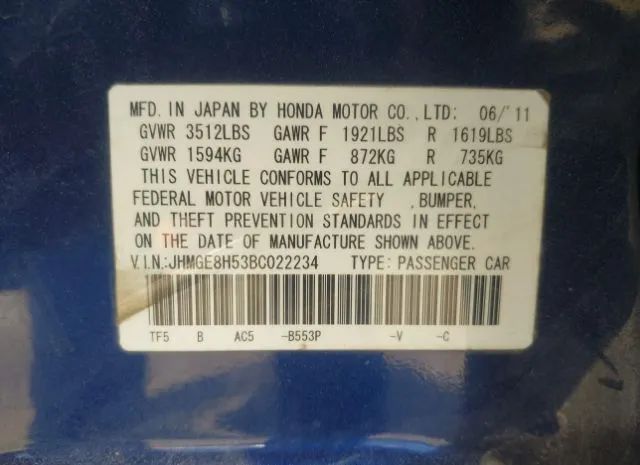 MFD. IN JAPAN BY HONDA MOTOR CO., LTD: 06/'11
GVWR 3512LBS GAWR F 1921LBS R 1619LBS
GVWR 1594KG GAWR F 872KG R 735KG
THIS VEHICLE CONFORMS TO ALL APPLICABLE
FEDERAL MOTOR VEHICLE SAFETY , BUMPER,
AND THEFT PREVENTION STANDARDS IN EFFECT
ON THE DATE OF MANUFACTURE SHOWN ABOVE.
V.I.N.:JHMGE8H53BC022234 TYPE: PASSENGER CAR
TF5 B AC5 -B553P -V -C